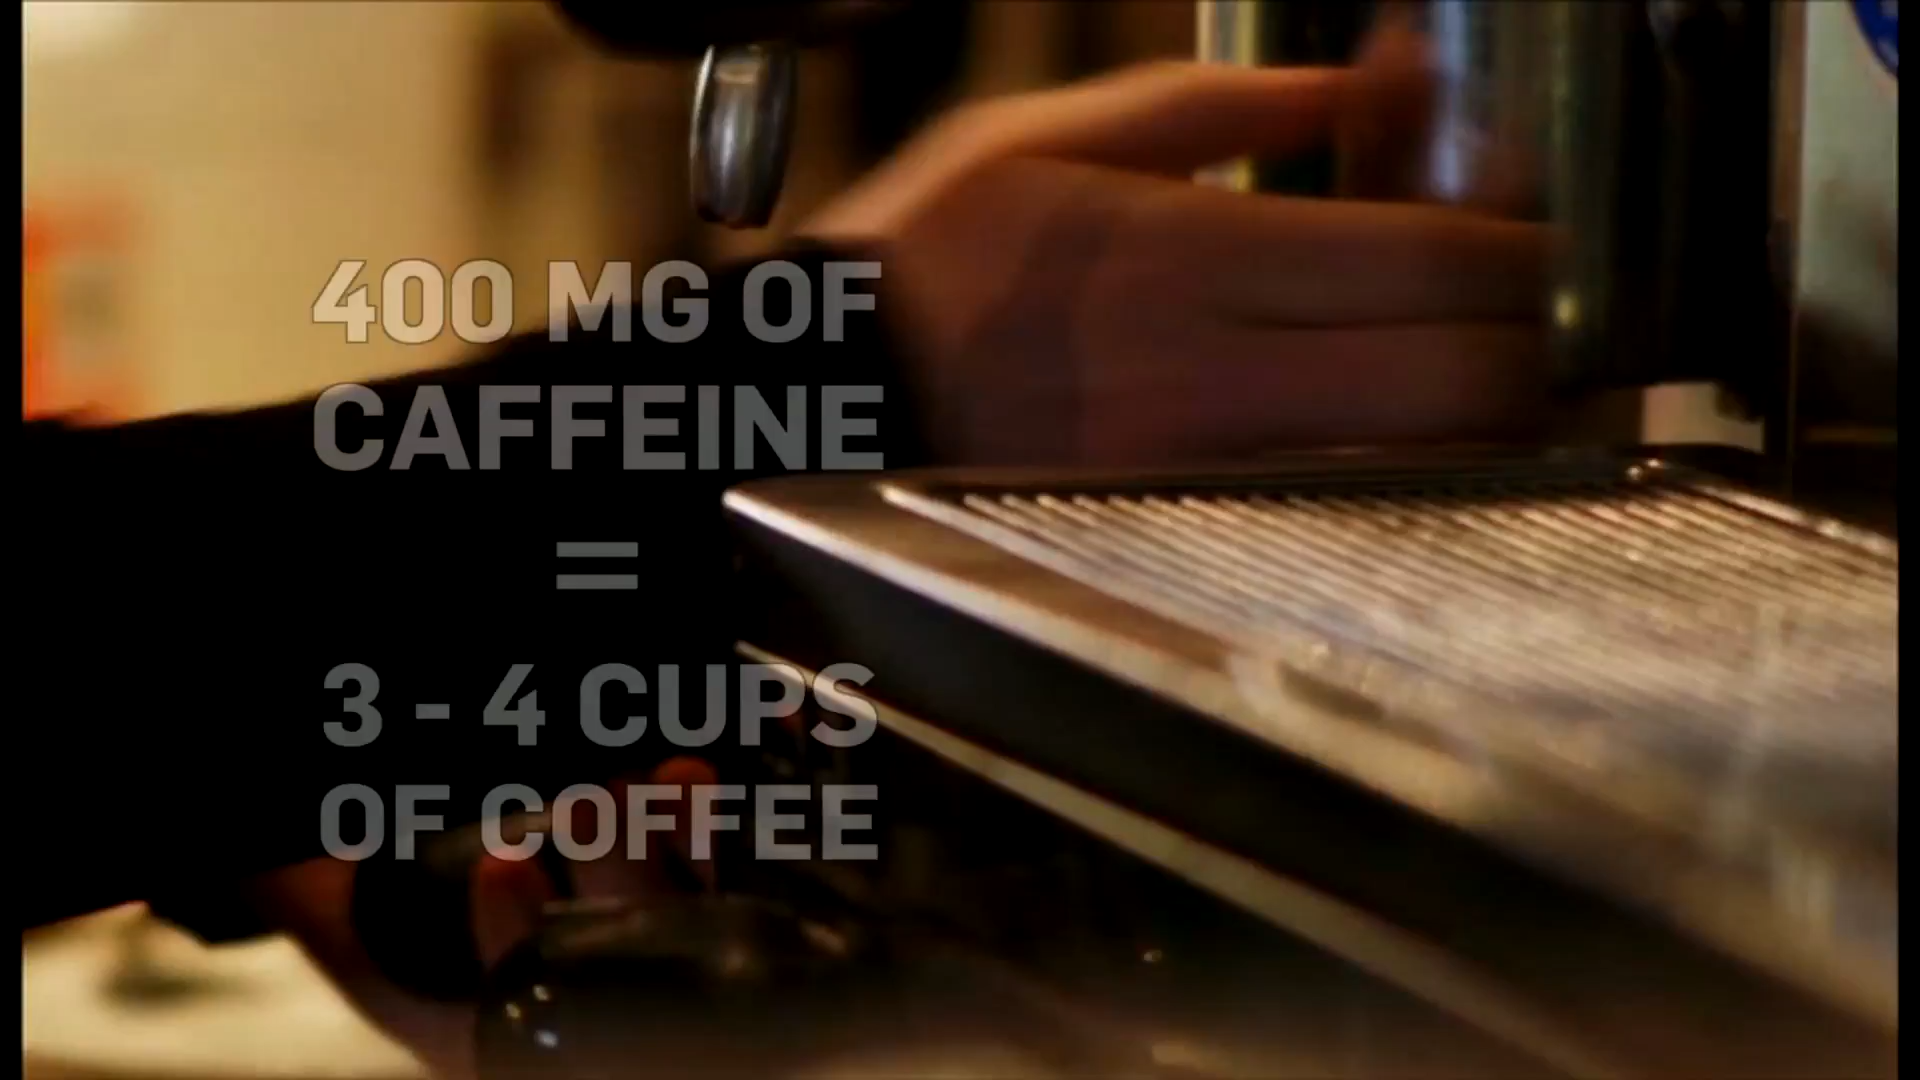 400 MG OF
CAFFEINE
=
3 - 4 CUPS
OF COFFEE